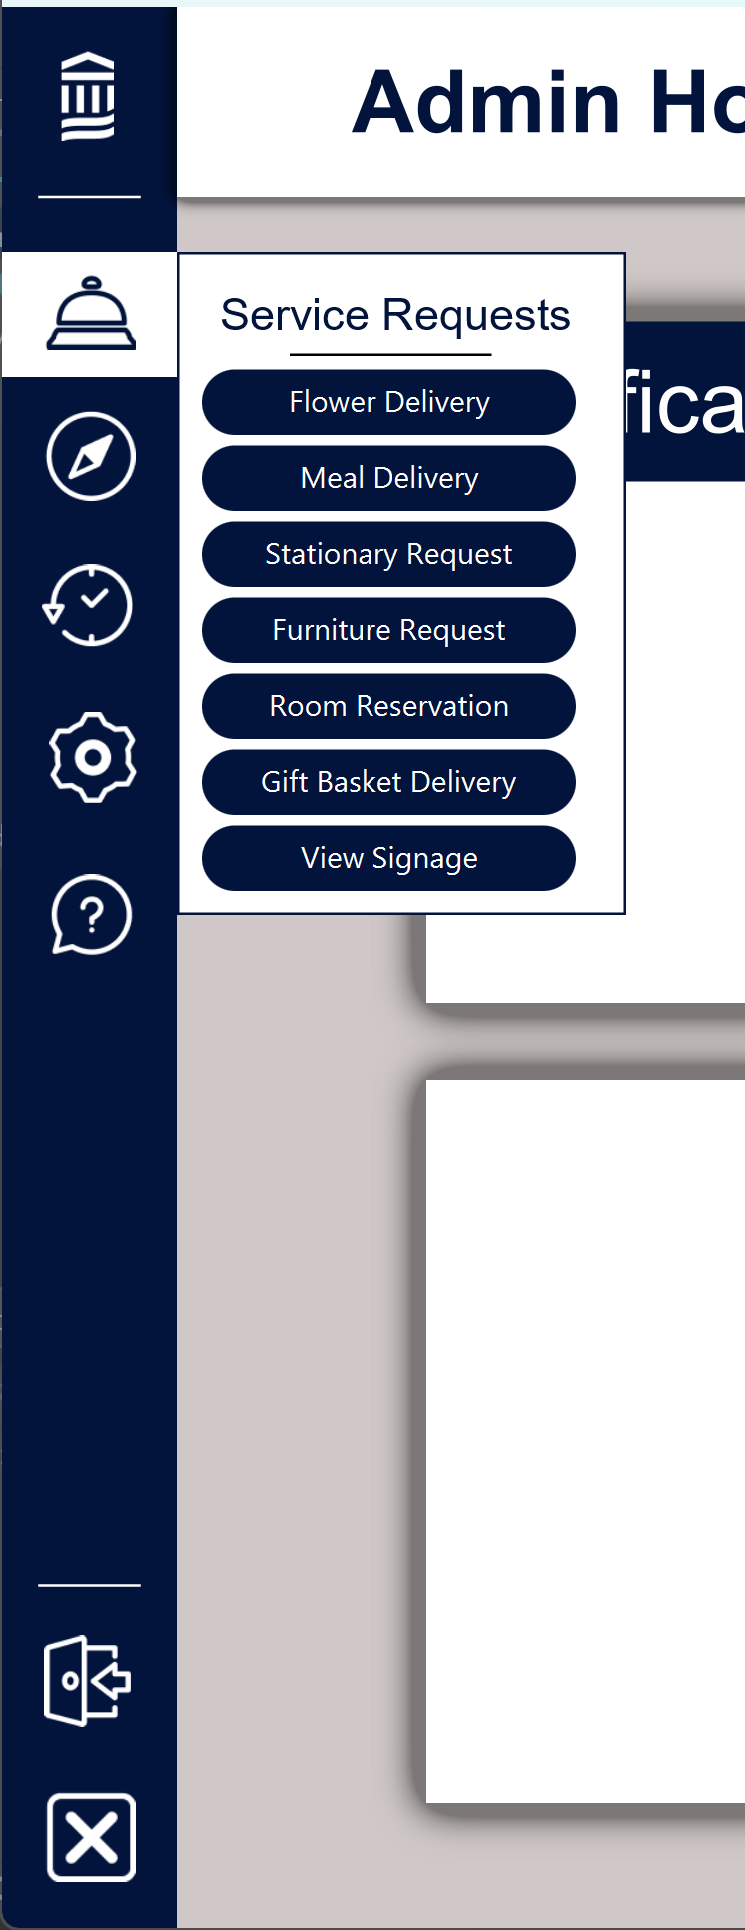 Admin Ho
Service Requests
Flower Delivery
Meal Delivery
Stationary Request
Furniture Request
Room Reservation
Gift Basket Delivery
View Signage
fica
?